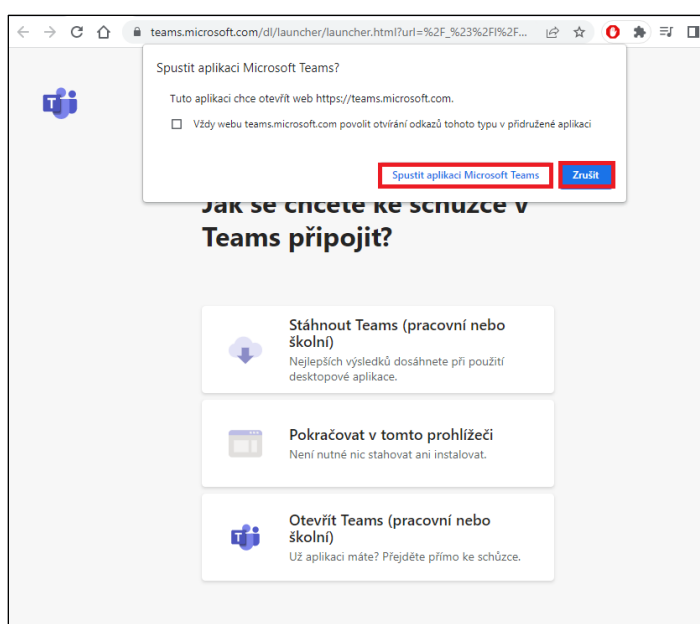 teams.microsoft.com/dl/launcher/launcher.html?url=%2F_%23%2Fl%2F...
Spustit aplikaci Microsoft Teams?
Tuto aplikaci chce otevřít web https://teams.microsoft.com.
Vždy webu teams.microsoft.com povolit otvírání odkazů tohoto typu v přidružené aplikaci
Spustit aplikaci Microsoft Teams Zrušit
Jak se chcete ke schůzce v
Teams připojit?
Stáhnout Teams (pracovní nebo
školní)
Nejlepších výsledků dosáhnete při použití
desktopové aplikace.
Pokračovat v tomto prohlížeči
Není nutné nic stahovat ani instalovat.
Otevřít Teams (pracovní nebo
školní)
Už aplikaci máte? Přejděte přímo ke schůzce.